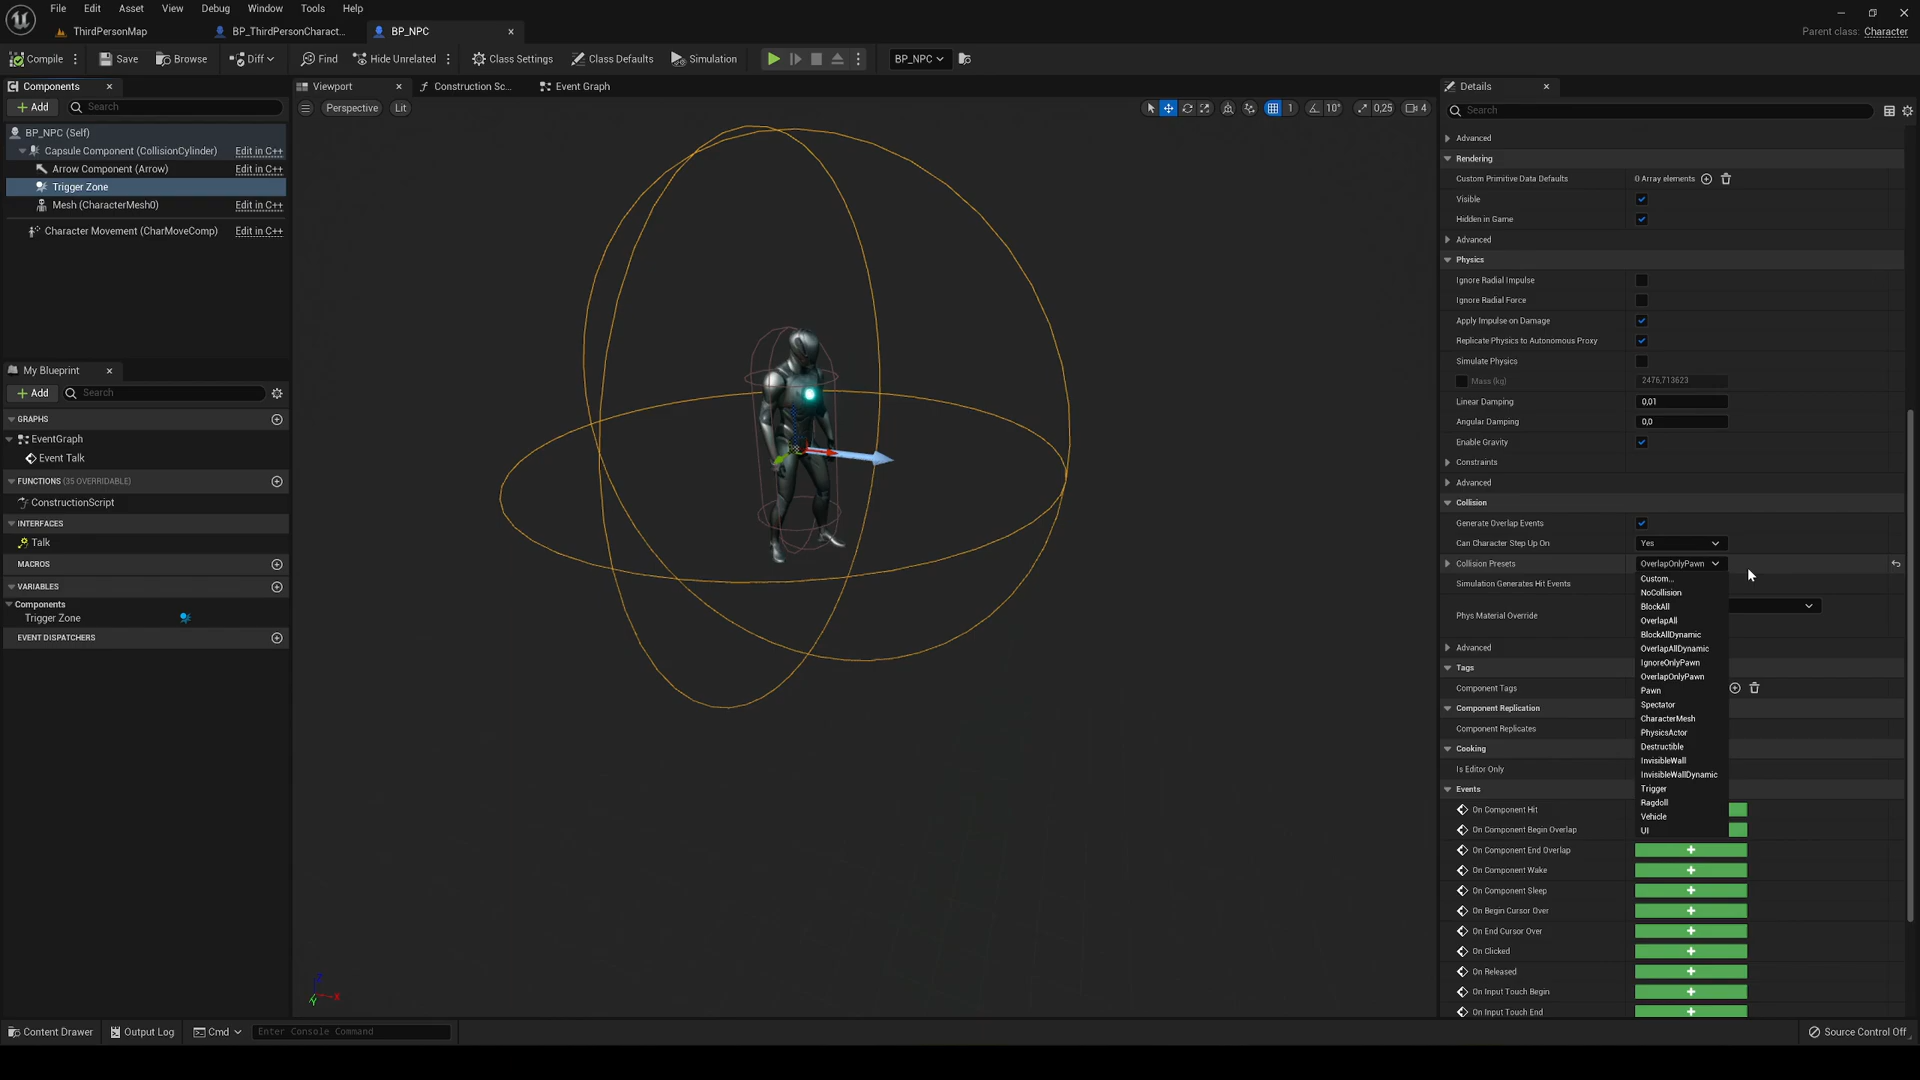 File Edit Asset View Debug Window Tools Help
ThirdPersonMap
BP_ThirdPersonCharact...
BP_NPC
Parent class: Character
Compile
Save
Browse
Diff
Find
Hide Unrelated
Class Settings
Class Defaults
Simulation
BP_NPC
Components
Add
Search
BP_NPC (Self)
Capsule Component (CollisionCylinder) Edit in C++
Arrow Component (Arrow) Edit in C++
Trigger Zone
Mesh (CharacterMesh0) Edit in C++
Character Movement (CharMoveComp) Edit in C++
My Blueprint
Add
Search
GRAPHS
EventGraph
Event Talk
FUNCTIONS (35 OVERRIDABLE)
ConstructionScript
INTERFACES
Talk
MACROS
VARIABLES
Components
Trigger Zone
EVENT DISPATCHERS
Viewport
Construction Sc...
Event Graph
Perspective
Lit
1
10°
0,25
4
Z
X
Y
Details
Search
Advanced
Rendering
Custom Primitive Data Defaults 0 Array elements
Visible
Hidden in Game
Advanced
Physics
Ignore Radial Impulse
Ignore Radial Force
Apply Impulse on Damage
Replicate Physics to Autonomous Proxy
Simulate Physics
Mass (kg) 2476,713623
Linear Damping 0,01
Angular Damping 0,0
Enable Gravity
Constraints
Advanced
Collision
Generate Overlap Events
Can Character Step Up On Yes
Collision Presets OverlapOnlyPawn
Simulation Generates Hit Events
Phys Material Override
Advanced
Tags
Component Tags
Component Replication
Component Replicates
Cooking
Is Editor Only
Events
On Component Hit
On Component Begin Overlap
On Component End Overlap
On Component Wake
On Component Sleep
On Begin Cursor Over
On End Cursor Over
On Clicked
On Released
On Input Touch Begin
On Input Touch End
Custom...
NoCollision
BlockAll
OverlapAll
BlockAllDynamic
OverlapAllDynamic
IgnoreOnlyPawn
OverlapOnlyPawn
Pawn
Spectator
CharacterMesh
PhysicsActor
Destructible
InvisibleWall
InvisibleWallDynamic
Trigger
Ragdoll
Vehicle
UI
Content Drawer
Output Log
Cmd
Enter Console Command
Source Control Off